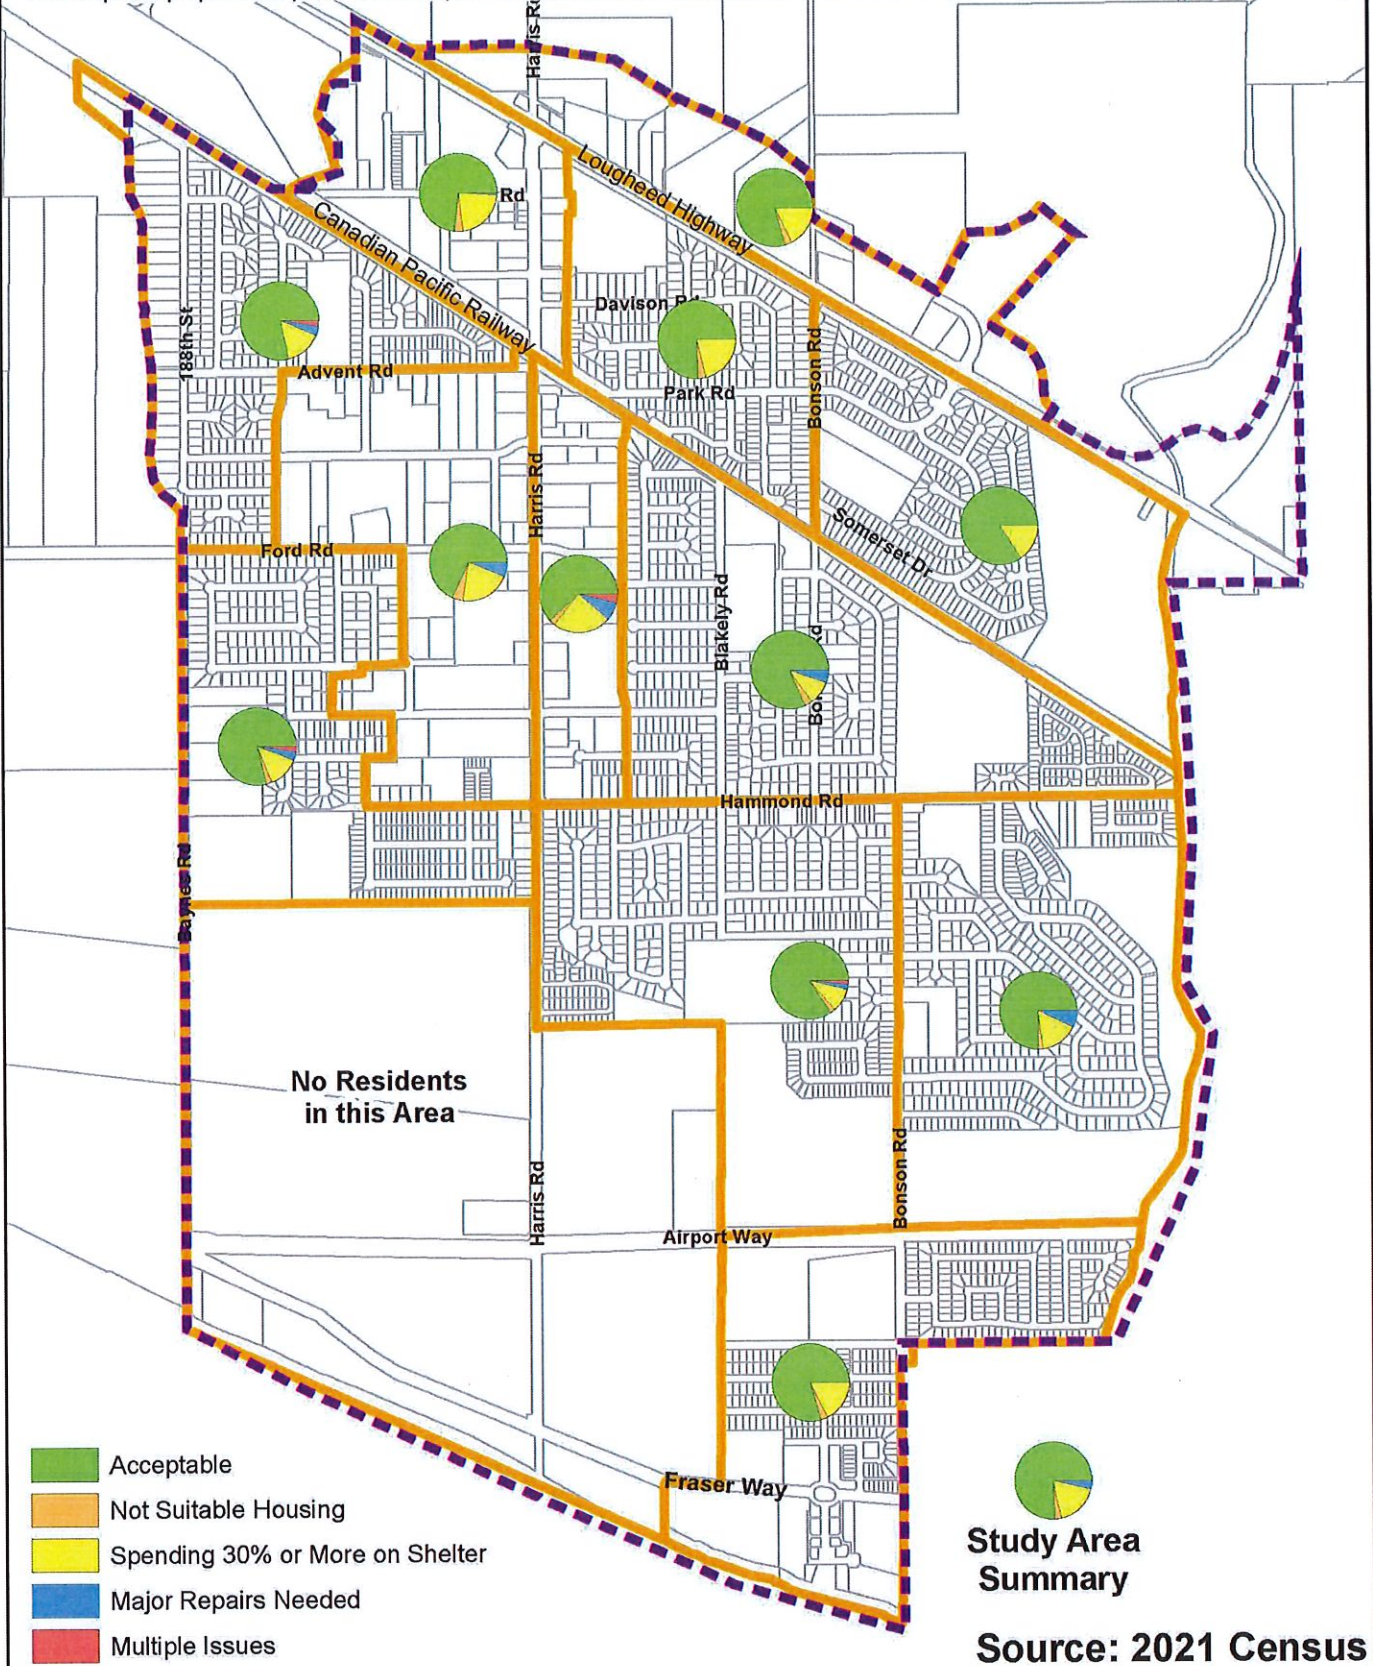 Harris Rd
Lougheed Highway
Rd
Canadian Pacific Railway
Davison Rd
188th St
Bonson Rd
Advent Rd
Park Rd
Harris Rd
Somerset Dr
Ford Rd
Blakely Rd
Hammond Rd
Baynes Rd
No Residents
in this Area
Bonson Rd
Harris Rd
Airport Way
Fraser Way
Acceptable
Not Suitable Housing
Spending 30% or More on Shelter
Major Repairs Needed
Multiple Issues
Study Area
Summary
Source: 2021 Census